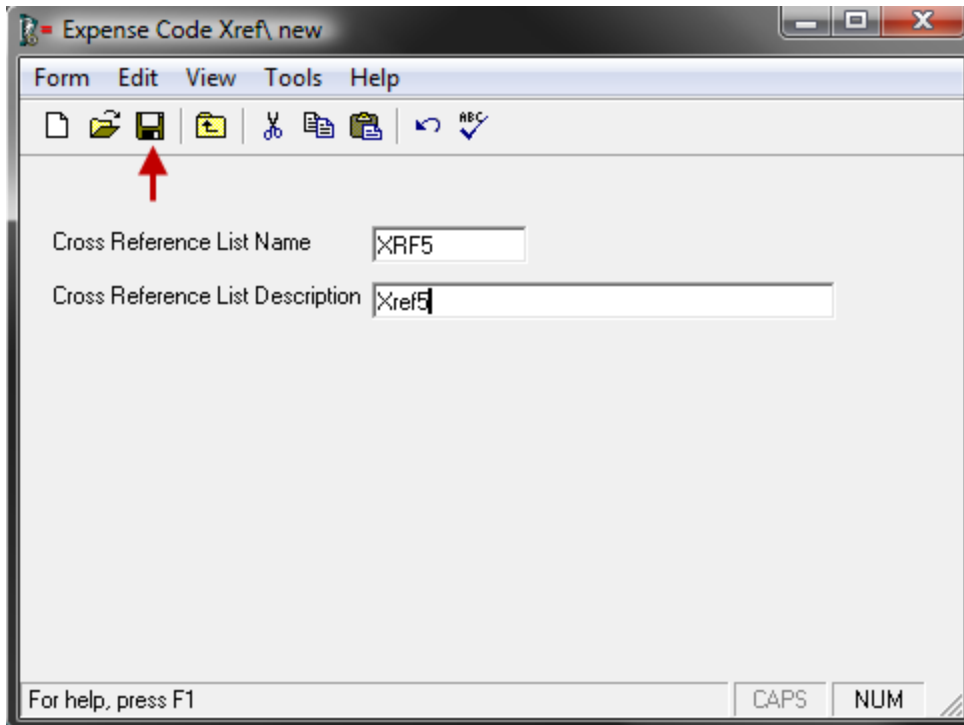 Expense Code Xref\ new
Form Edit View Tools Help
ABC
Cross Reference List Name XRF5
Cross Reference List Description Xref5
For help, press F1 CAPS NUM